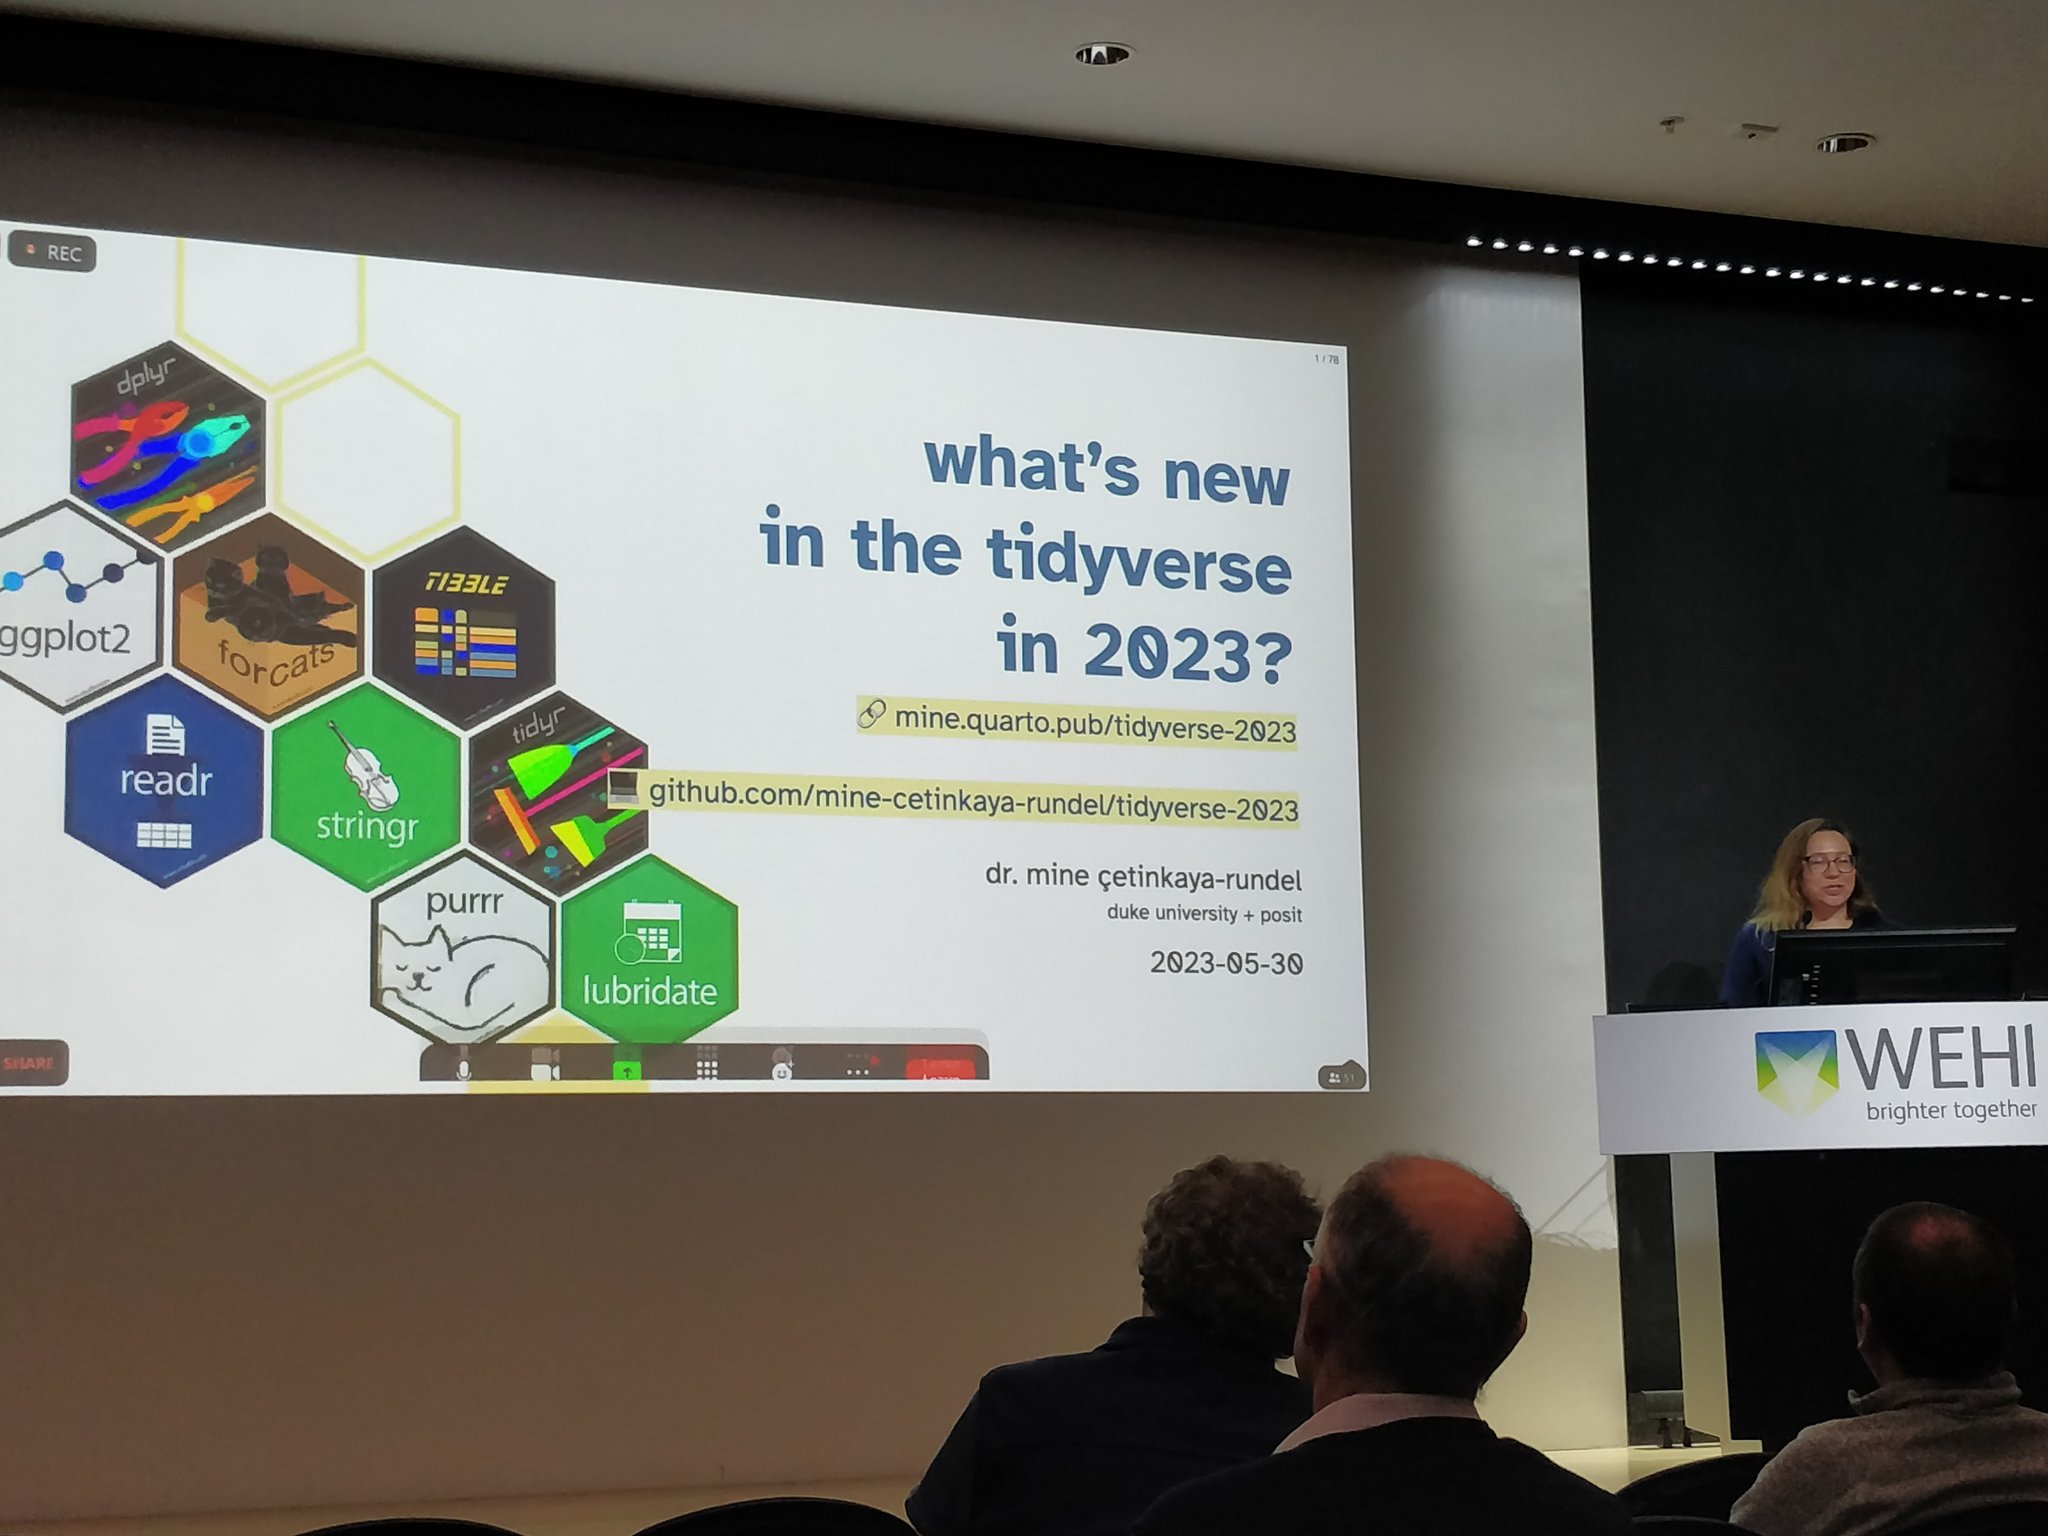 REC
1 / 78
dplyr
ggplot2
forcats
TIBBLE
readr
stringr
tidyr
purrr
lubridate
what's new
in the tidyverse
in 2023?
mine.quarto.pub/tidyverse-2023
github.com/mine-cetinkaya-rundel/tidyverse-2023
dr. mine çetinkaya-rundel
duke university + posit
2023-05-30
SHARE
51
WEHI
brighter together